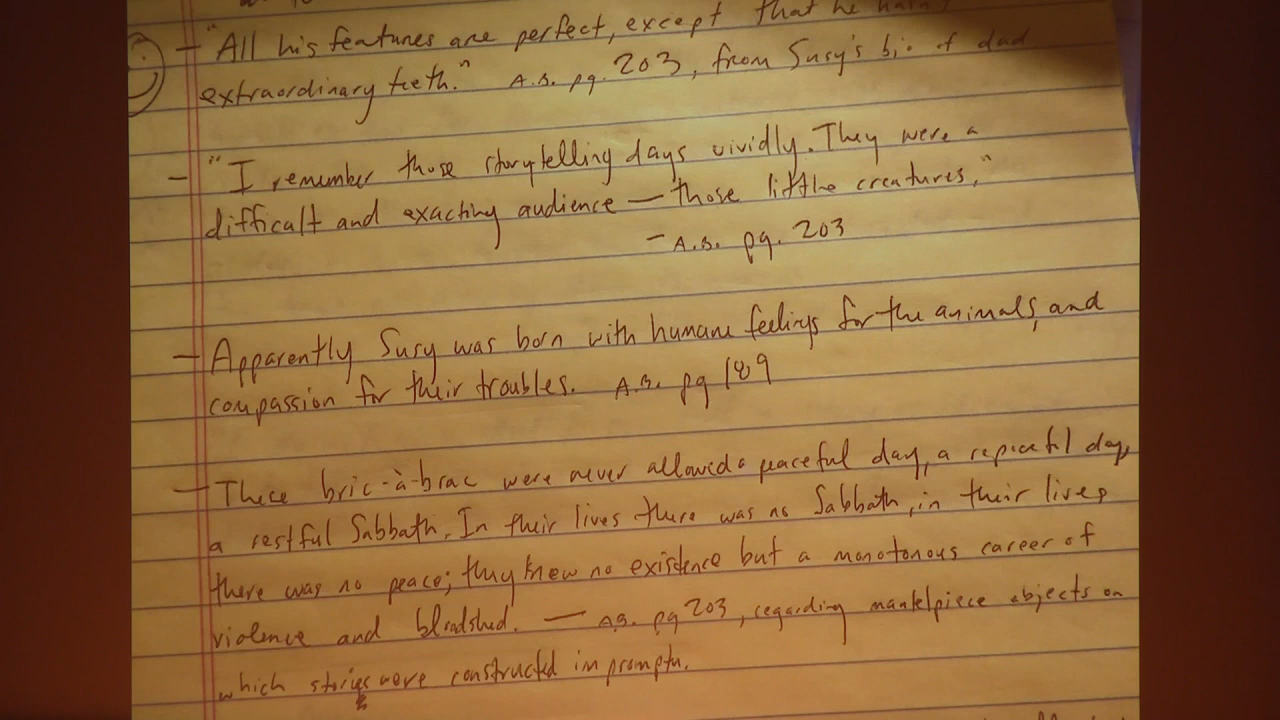 - "All his features are perfect, except that he hain't
extraordinary teeth." A.B. pg. 203, from Susy's bio of dad
- "I remember those storytelling days vividly. They were a
difficult and exacting audience — those little creatures."
- A.B. pg. 203
- Apparently Susy was born with humane feelings for the animals, and
compassion for their troubles. A.B. pg 189
- These bric-à-brac were never allowed a peaceful day, a reposeful day,
a restful Sabbath. In their lives there was no Sabbath, in their lives
there was no peace; they knew no existence but a monotonous career of
violence and bloodshed. — AB. pg 203, regarding mantelpiece objects on
which stories were constructed impromptu.